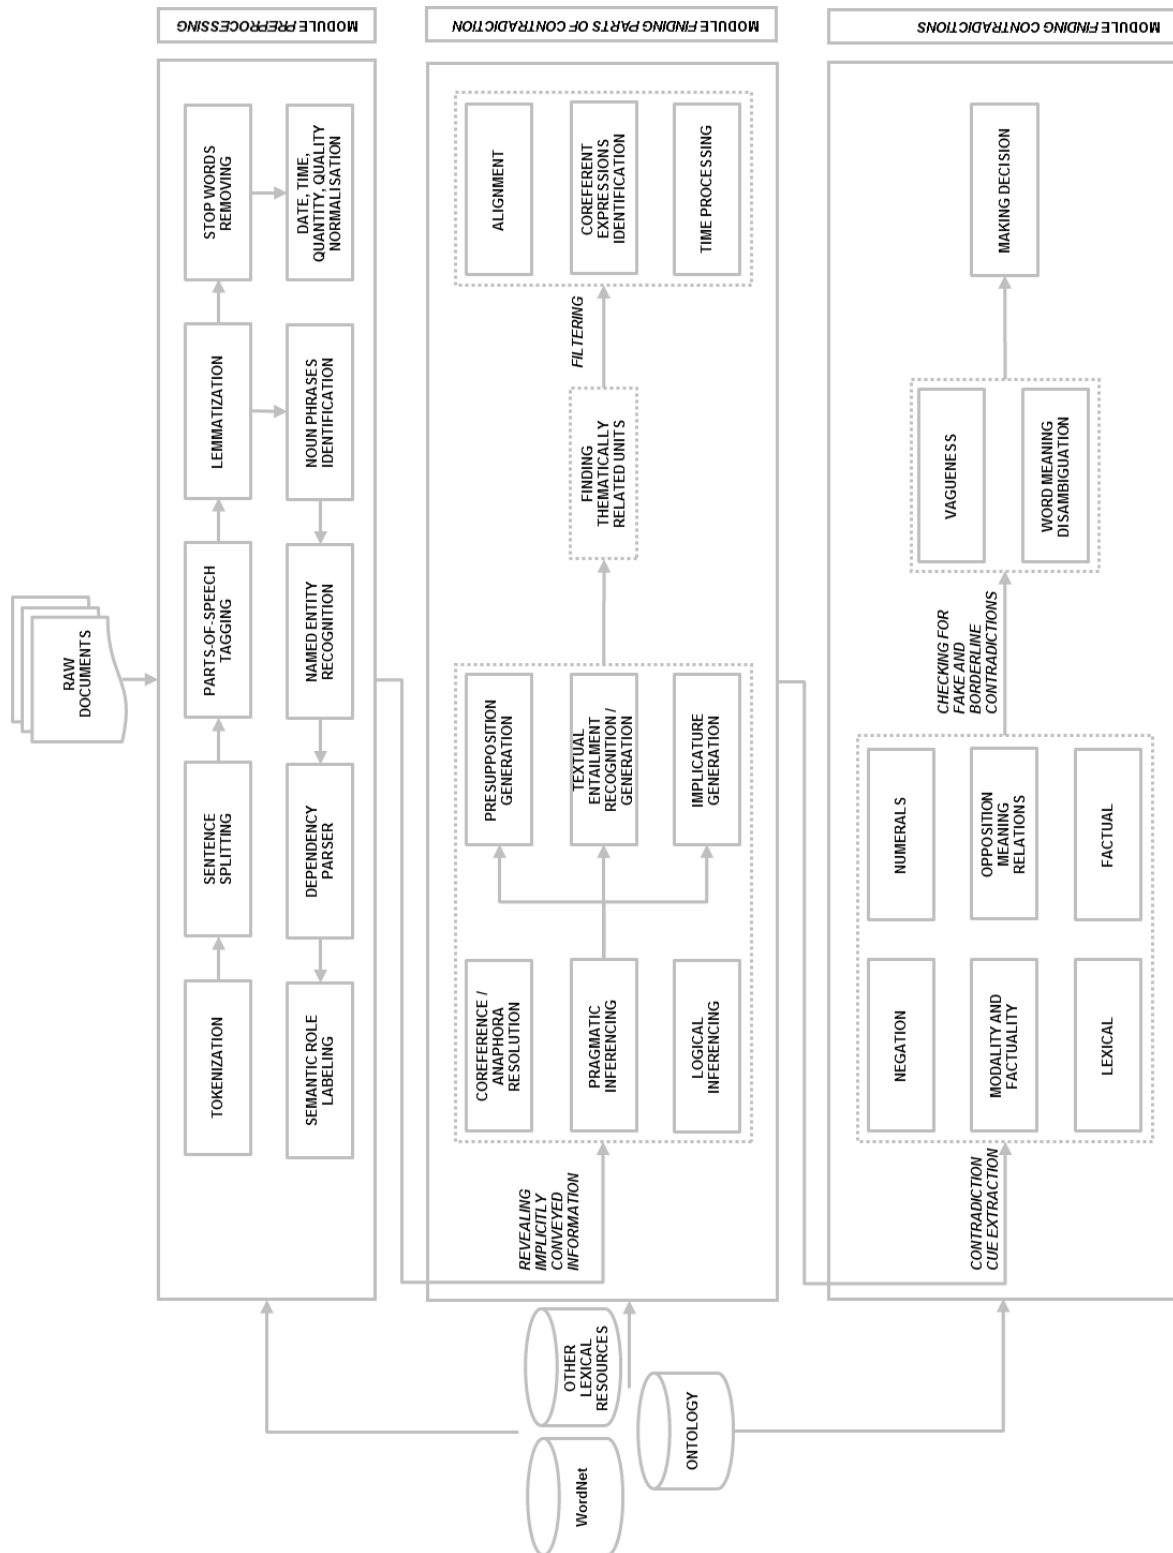 RAW
DOCUMENTS
MODULE PREPROCESSING
TOKENIZATION
SENTENCE
SPLITTING
PARTS-OF-SPEECH
TAGGING
LEMMATIZATION
STOP WORDS
REMOVING
SEMANTIC ROLE
LABELING
DEPENDENCY
PARSER
NAMED ENTITY
RECOGNITION
NOUN PHRASES
IDENTIFICATION
DATE, TIME,
QUANTITY, QUALITY
NORMALISATION
MODULE FINDING PARTS OF CONTRADICTION
REVEALING
IMPLICITLY
CONVEYED
INFORMATION
COREFERENCE /
ANAPHORA
RESOLUTION
PRAGMATIC
INFERENCING
LOGICAL
INFERENCING
PRESUPPOSITION
GENERATION
TEXTUAL
ENTAILMENT
RECOGNITION /
GENERATION
IMPLICATURE
GENERATION
FINDING
THEMATICALLY
RELATED UNITS
FILTERING
ALIGNMENT
COREFERENT
EXPRESSIONS
IDENTIFICATION
TIME PROCESSING
WordNet
OTHER
LEXICAL
RESOURCES
ONTOLOGY
MODULE FINDING CONTRADICTIONS
CONTRADICTION
CUE EXTRACTION
NEGATION
MODALITY AND
FACTUALITY
LEXICAL
NUMERALS
OPPOSITION
MEANING
RELATIONS
FACTUAL
CHECKING FOR
FAKE AND
BORDERLINE
CONTRADICTIONS
VAGUENESS
WORD MEANING
DISAMBIGUATION
MAKING DECISION